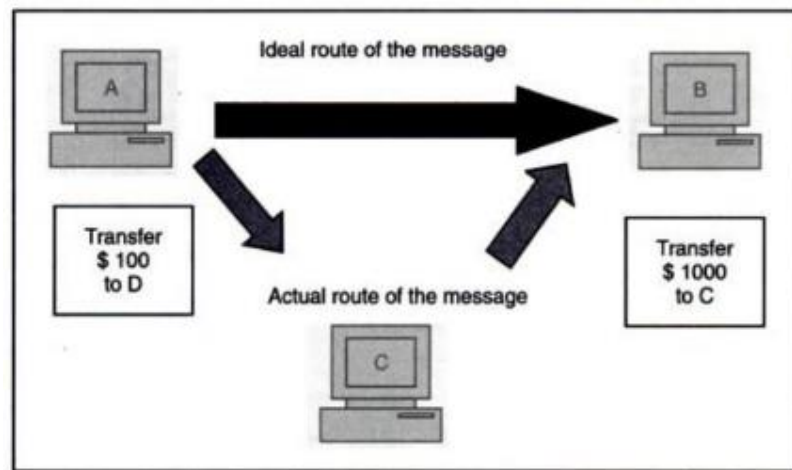 Ideal route of the message
A
B
Transfer
$ 100
to D
Transfer
$ 1000
to C
Actual route of the message
C